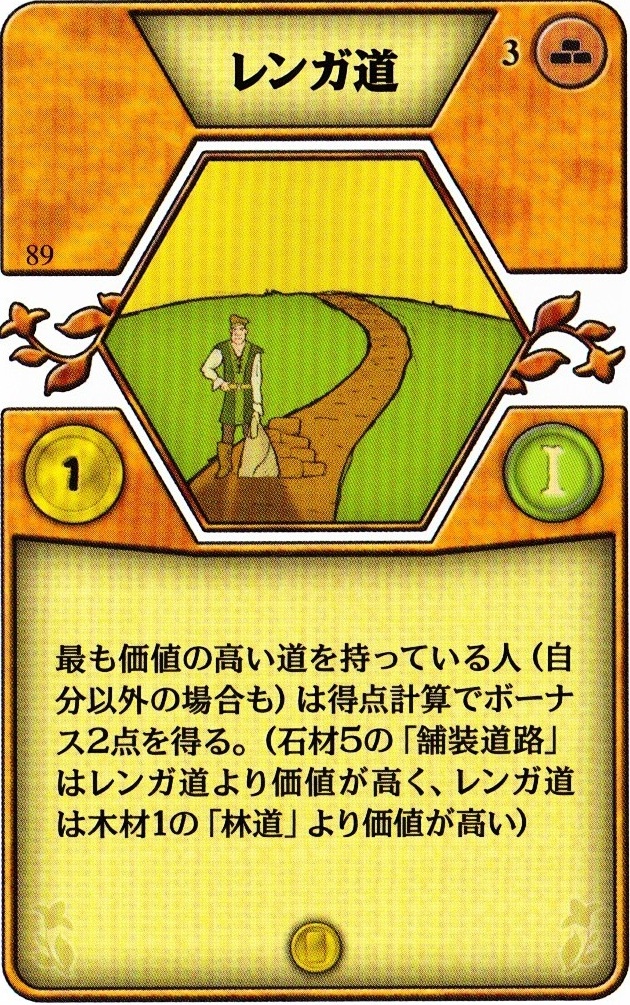 レンガ道
3
89
1
I
最も価値の高い道を持っている人（自
分以外の場合も）は得点計算でボーナ
ス2点を得る。（石材5の「舗装道路」
はレンガ道より価値が高く、レンガ道
は木材1の「林道」より価値が高い）